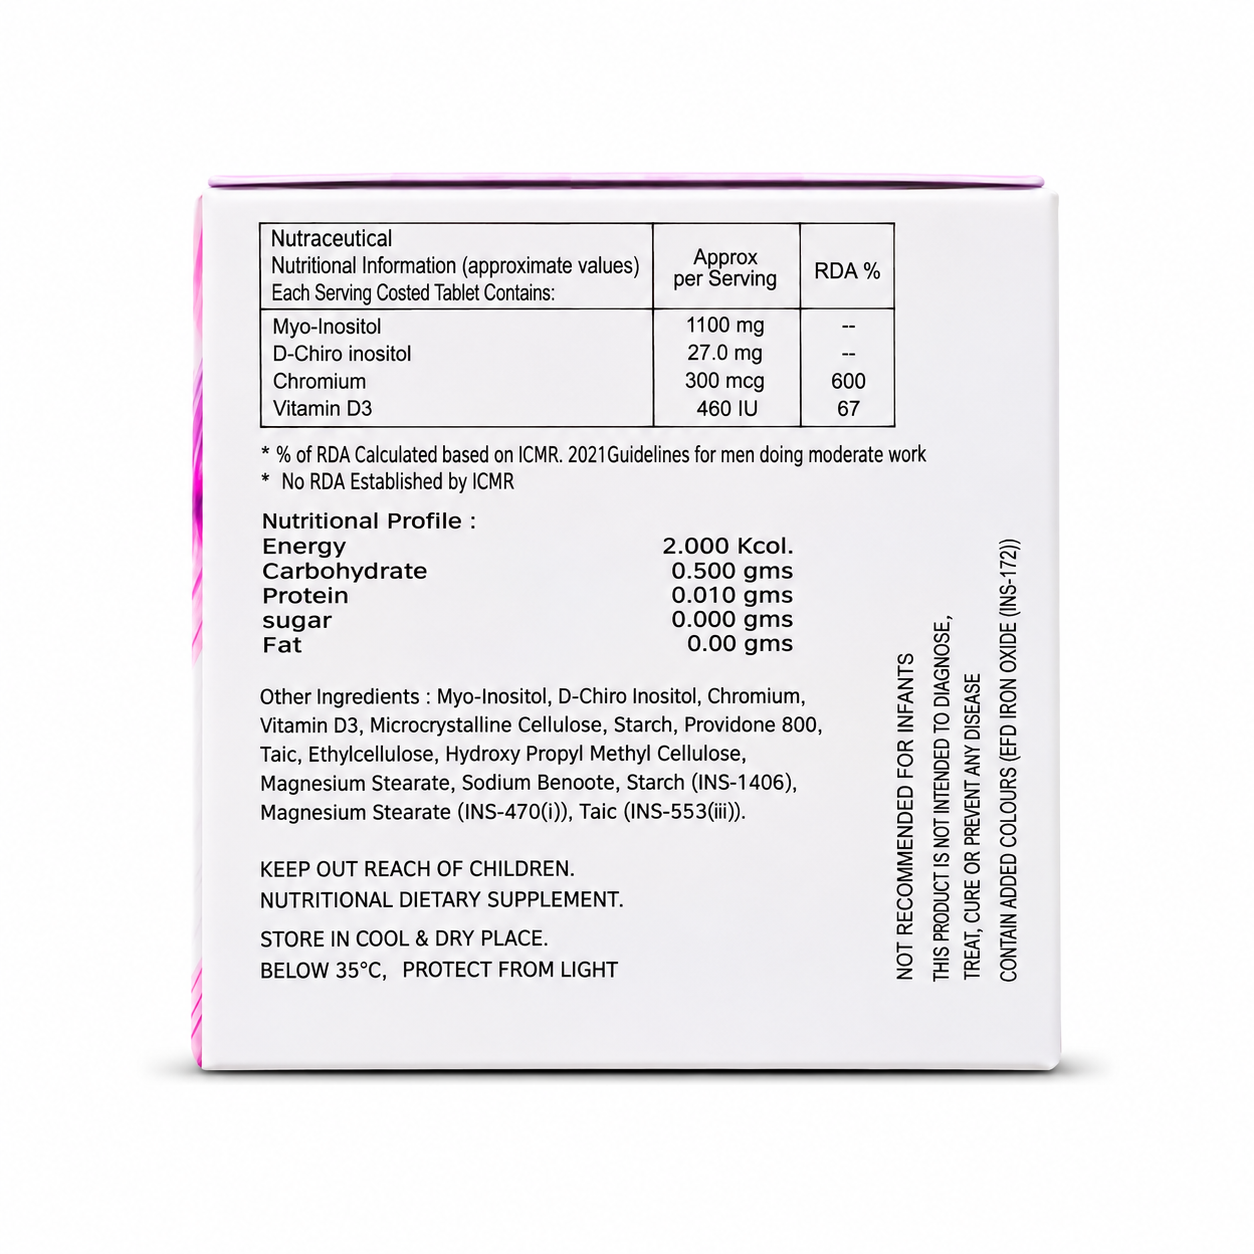 Nutraceutical
Nutritional Information (approximate values)
Each Serving Costed Tablet Contains:
Approx
per Serving
RDA %
Myo-Inositol 1100 mg --
D-Chiro inositol 27.0 mg --
Chromium 300 mcg 600
Vitamin D3 460 IU 67
* % of RDA Calculated based on ICMR. 2021Guidelines for men doing moderate work
* No RDA Established by ICMR
Nutritional Profile :
Energy 2.000 Kcol.
Carbohydrate 0.500 gms
Protein 0.010 gms
sugar 0.000 gms
Fat 0.00 gms
Other Ingredients : Myo-Inositol, D-Chiro Inositol, Chromium,
Vitamin D3, Microcrystalline Cellulose, Starch, Providone 800,
Taic, Ethylcellulose, Hydroxy Propyl Methyl Cellulose,
Magnesium Stearate, Sodium Benoote, Starch (INS-1406),
Magnesium Stearate (INS-470(i)), Taic (INS-553(iii)).
KEEP OUT REACH OF CHILDREN.
NUTRITIONAL DIETARY SUPPLEMENT.
STORE IN COOL & DRY PLACE.
BELOW 35°C, PROTECT FROM LIGHT
NOT RECOMMENDED FOR INFANTS
THIS PRODUCT IS NOT INTENDED TO DIAGNOSE,
TREAT, CURE OR PREVENT ANY DISEASE
CONTAIN ADDED COLOURS (EFD IRON OXIDE (INS-172))